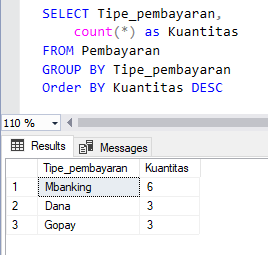 SELECT Tipe_pembayaran,
count(*) as Kuantitas
FROM Pembayaran
GROUP BY Tipe_pembayaran
Order BY Kuantitas DESC
110 %
Results Messages
Tipe_pembayaran Kuantitas
1 Mbanking 6
2 Dana 3
3 Gopay 3